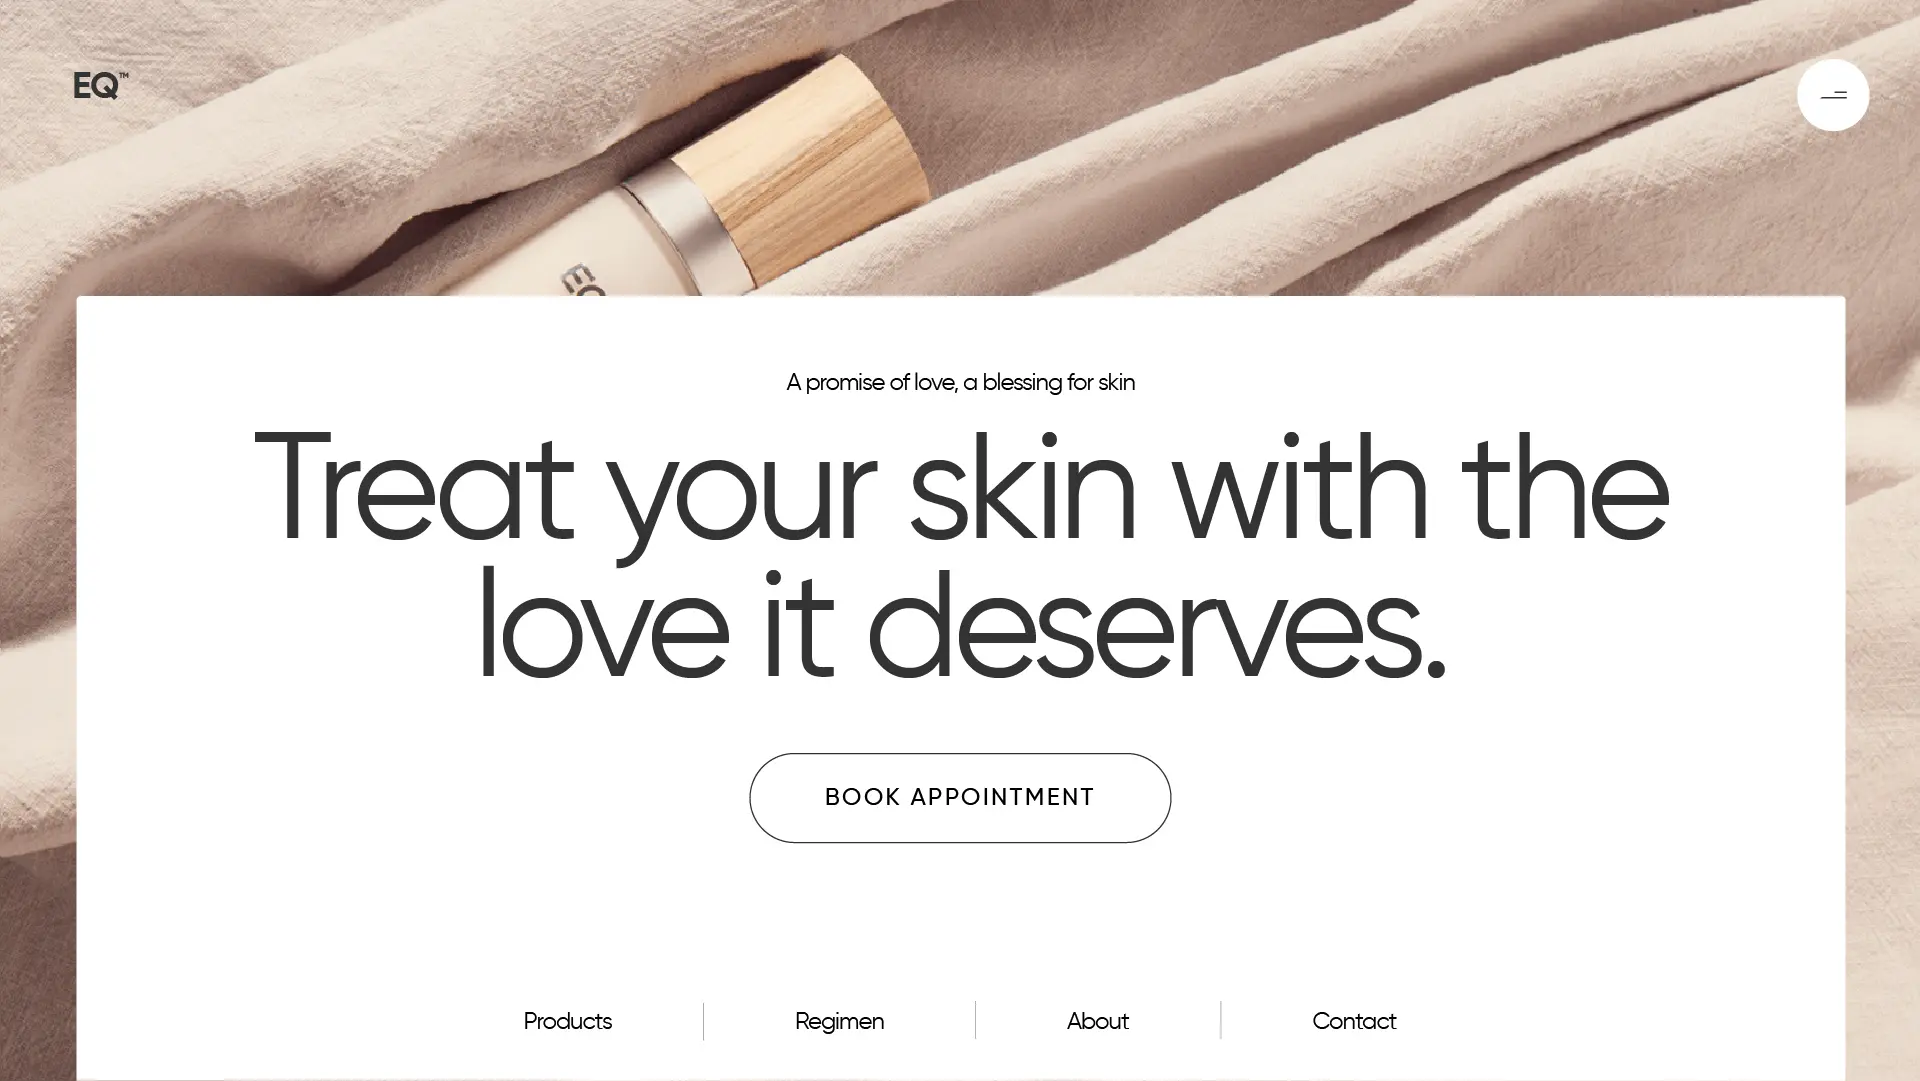 EQ™
EQ
A promise of love, a blessing for skin
Treat your skin with the
love it deserves.
BOOK APPOINTMENT
Products
Regimen
About
Contact